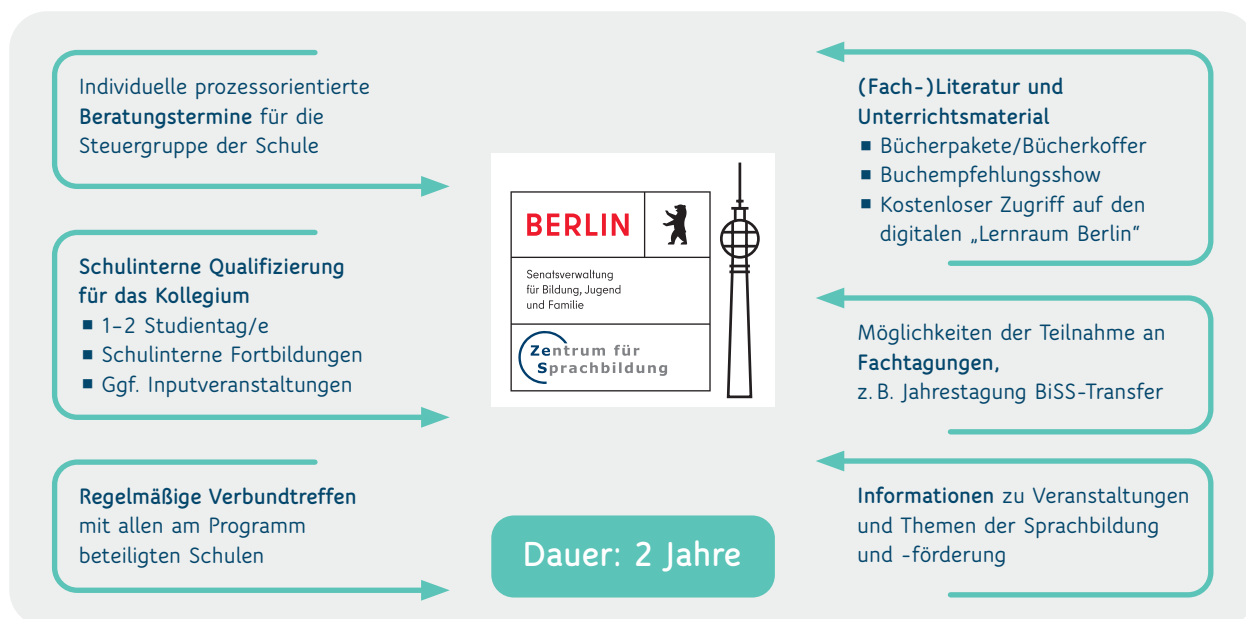 Individuelle prozessorientierte
Beratungstermine für die
Steuergruppe der Schule
Schulinterne Qualifizierung
für das Kollegium
▪ 1–2 Studientag/e
▪ Schulinterne Fortbildungen
▪ Ggf. Inputveranstaltungen
Regelmäßige Verbundtreffen
mit allen am Programm
beteiligten Schulen
BERLIN
Senatsverwaltung
für Bildung, Jugend
und Familie
Zentrum für
Sprachbildung
Dauer: 2 Jahre
(Fach-)Literatur und
Unterrichtsmaterial
▪ Bücherpakete/Bücherkoffer
▪ Buchempfehlungsshow
▪ Kostenloser Zugriff auf den
digitalen „Lernraum Berlin“
Möglichkeiten der Teilnahme an
Fachtagungen,
z. B. Jahrestagung BiSS-Transfer
Informationen zu Veranstaltungen
und Themen der Sprachbildung
und -förderung